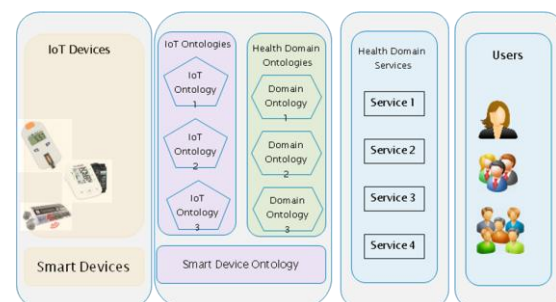 IoT Devices
Smart Devices
IoT Ontologies
IoT
Ontology
1
IoT
Ontology
2
IoT
Ontology
3
Health Domain
Ontologies
Domain
Ontology
1
Domain
Ontology
2
Domain
Ontology
3
Smart Device Ontology
Health Domain
Services
Service 1
Service 2
Service 3
Service 4
Users